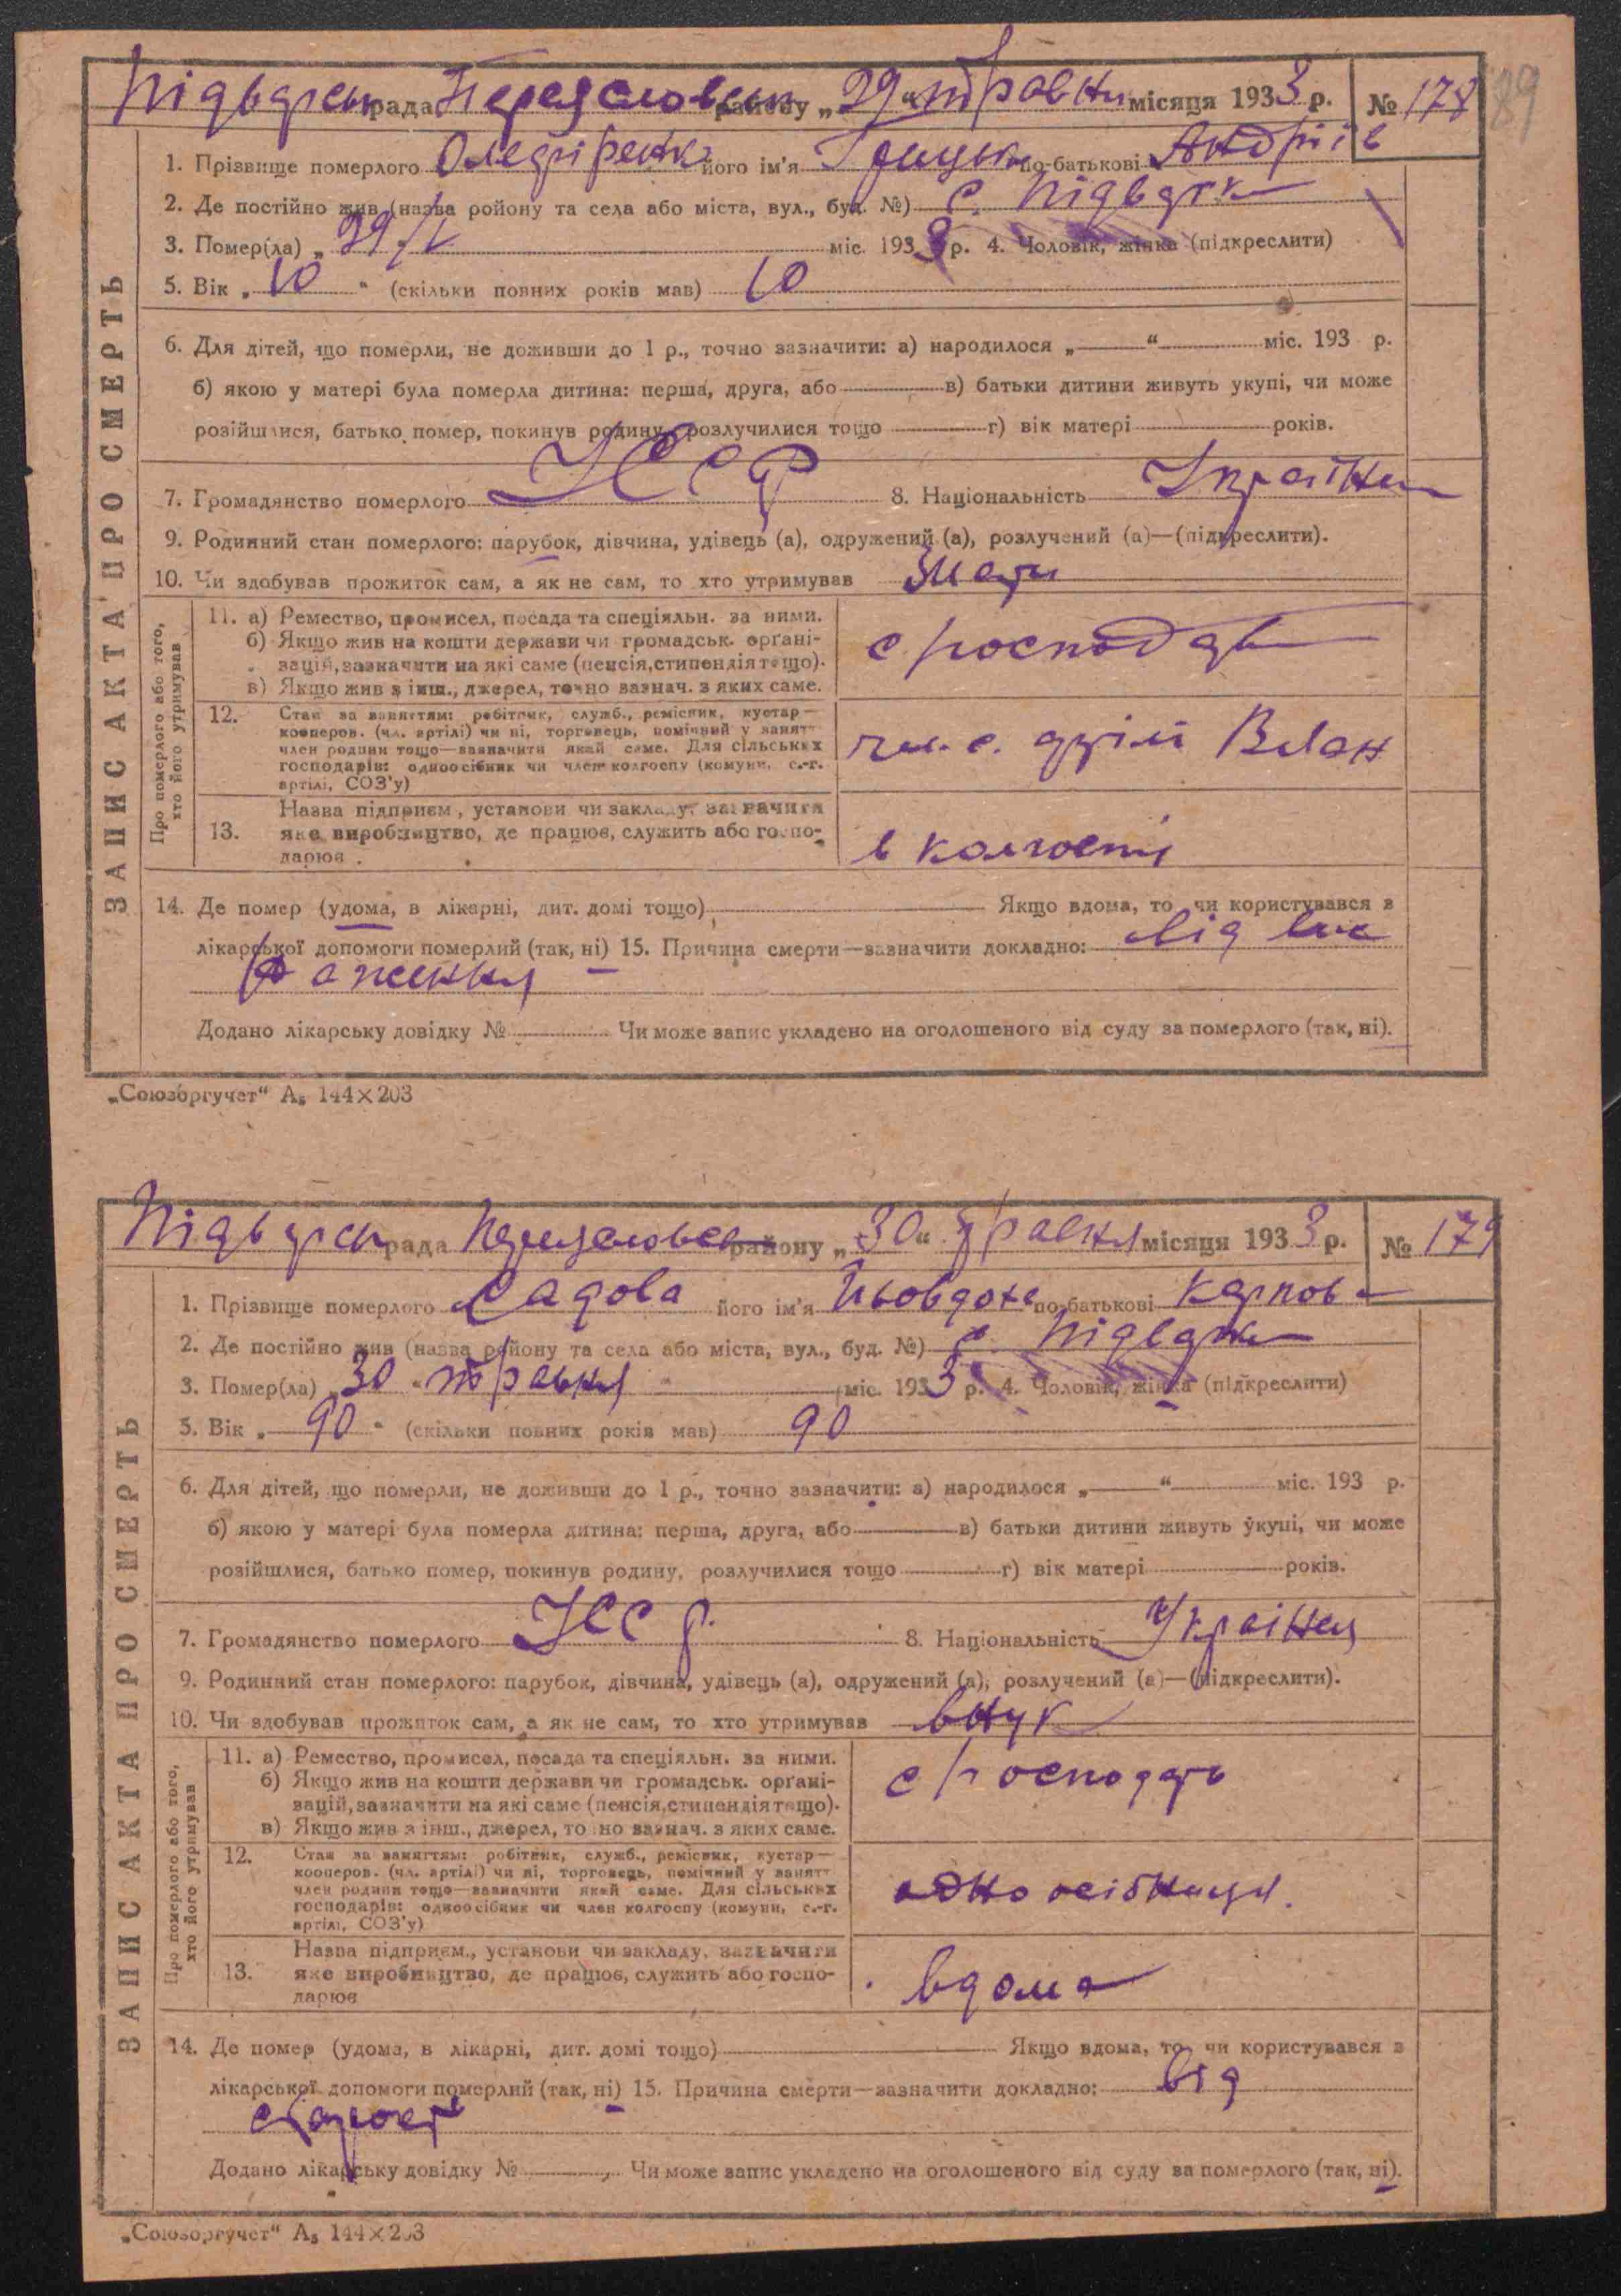 рада району „29“ травня місяця 1933 р. № 178
89
1. Прізвище померлого його ім'я Грицько по-батькові Андріїв
2. Де постійно жив (назва ройону та села або міста, вул., буд. №) с.
3. Помер(ла) „29/V міс. 1933 р. 4. Чоловік, жінка (підкреслити)
5. Вік „10“ (скільки повних років мав) 10
6. Для дітей, що померли, не доживши до 1 р., точно зазначити: а) народилося „—“ міс. 193 р.
б) якою у матері була померла дитина: перша, друга, або — в) батьки дитини живуть укупі, чи може
розійшлися, батько помер, покинув родину, розлучилися тощо — г) вік матері років.
7. Громадянство померлого УССР 8. Національність
9. Родинний стан померлого: парубок, дівчина, удівець (а), одружений (а), розлучений (а)—(підкреслити).
10. Чи здобував прожиток сам, а як не сам, то хто утримував
ЗАПИС АКТА ПРО СМЕРТЬ
Про померлого або того, хто його утримував
11. а) Ремество, промисел, посада та спеціяльн. за ними.
б) Якщо жив на кошти держави чи громадськ. орґані-
зацій, зазначити на які саме (пенсія, стипендія тощо).
в) Якщо жив з інш., джерел, точно зазнач. з яких саме.
12. Стан за заняттям: робітник, служб., ремісник, кустар—
кооперов. (чл. артілі) чи ні, торговець, помічний у занят-
член родини тощо—зазначити який саме. Для сільських
господарів: одноосібник чи член колгоспу (комуни, с.-г.
артілі, СОЗ'у)
13. Назва підприєм., установи чи закладу, зазначити
яке виробництво, де працює, служить або госпо-
дарює
в колгоспі
14. Де помер (удома, в лікарні, дит. домі тощо) Якщо вдома, то чи користувався з
лікарської допомоги померлий (так, ні) 15. Причина смерти—зазначити докладно: від
Додано лікарську довідку № Чи може запис укладено на оголошеного від суду за померлого (так, ні).
„Союзоргучет“ А₅ 144×203
рада району „30“ травня місяця 1933 р. № 179
1. Прізвище померлого Садова його ім'я по-батькові Карпов
2. Де постійно жив (назва ройону та села або міста, вул., буд. №) с.
3. Помер(ла) „30“ травня міс. 1933 р. 4. Чоловік, жінка (підкреслити)
5. Вік „90“ (скільки повних років мав) 90
6. Для дітей, що померли, не доживши до 1 р., точно зазначити: а) народилося „—“ міс. 193 р.
б) якою у матері була померла дитина: перша, друга, або — в) батьки дитини живуть укупі, чи може
розійшлися, батько помер, покинув родину, розлучилися тощо — г) вік матері років.
7. Громадянство померлого УССР 8. Національність
9. Родинний стан померлого: парубок, дівчина, удівець (а), одружений (а), розлучений (а)—(підкреслити).
10. Чи здобував прожиток сам, а як не сам, то хто утримував внук
ЗАПИС АКТА ПРО СМЕРТЬ
Про померлого або того, хто його утримував
11. а) Ремество, промисел, посада та спеціяльн. за ними.
б) Якщо жив на кошти держави чи громадськ. орґані-
зацій, зазначити на які саме (пенсія, стипендія тощо).
в) Якщо жив з інш., джерел, точно зазнач. з яких саме.
12. Стан за заняттям: робітник, служб., ремісник, кустар—
кооперов. (чл. артілі) чи ні, торговець, помічний у занят-
член родини тощо—зазначити який саме. Для сільських
господарів: одноосібник чи член колгоспу (комуни, с.-г.
артілі, СОЗ'у)
одноосібниця.
13. Назва підприєм., установи чи закладу, зазначити
яке виробництво, де працює, служить або госпо-
дарює
вдома
14. Де помер (удома, в лікарні, дит. домі тощо) Якщо вдома, то чи користувався з
лікарської допомоги померлий (так, ні) 15. Причина смерти—зазначити докладно: від
Додано лікарську довідку № Чи може запис укладено на оголошеного від суду за померлого (так, ні).
„Союзоргучет“ А₅ 144×203